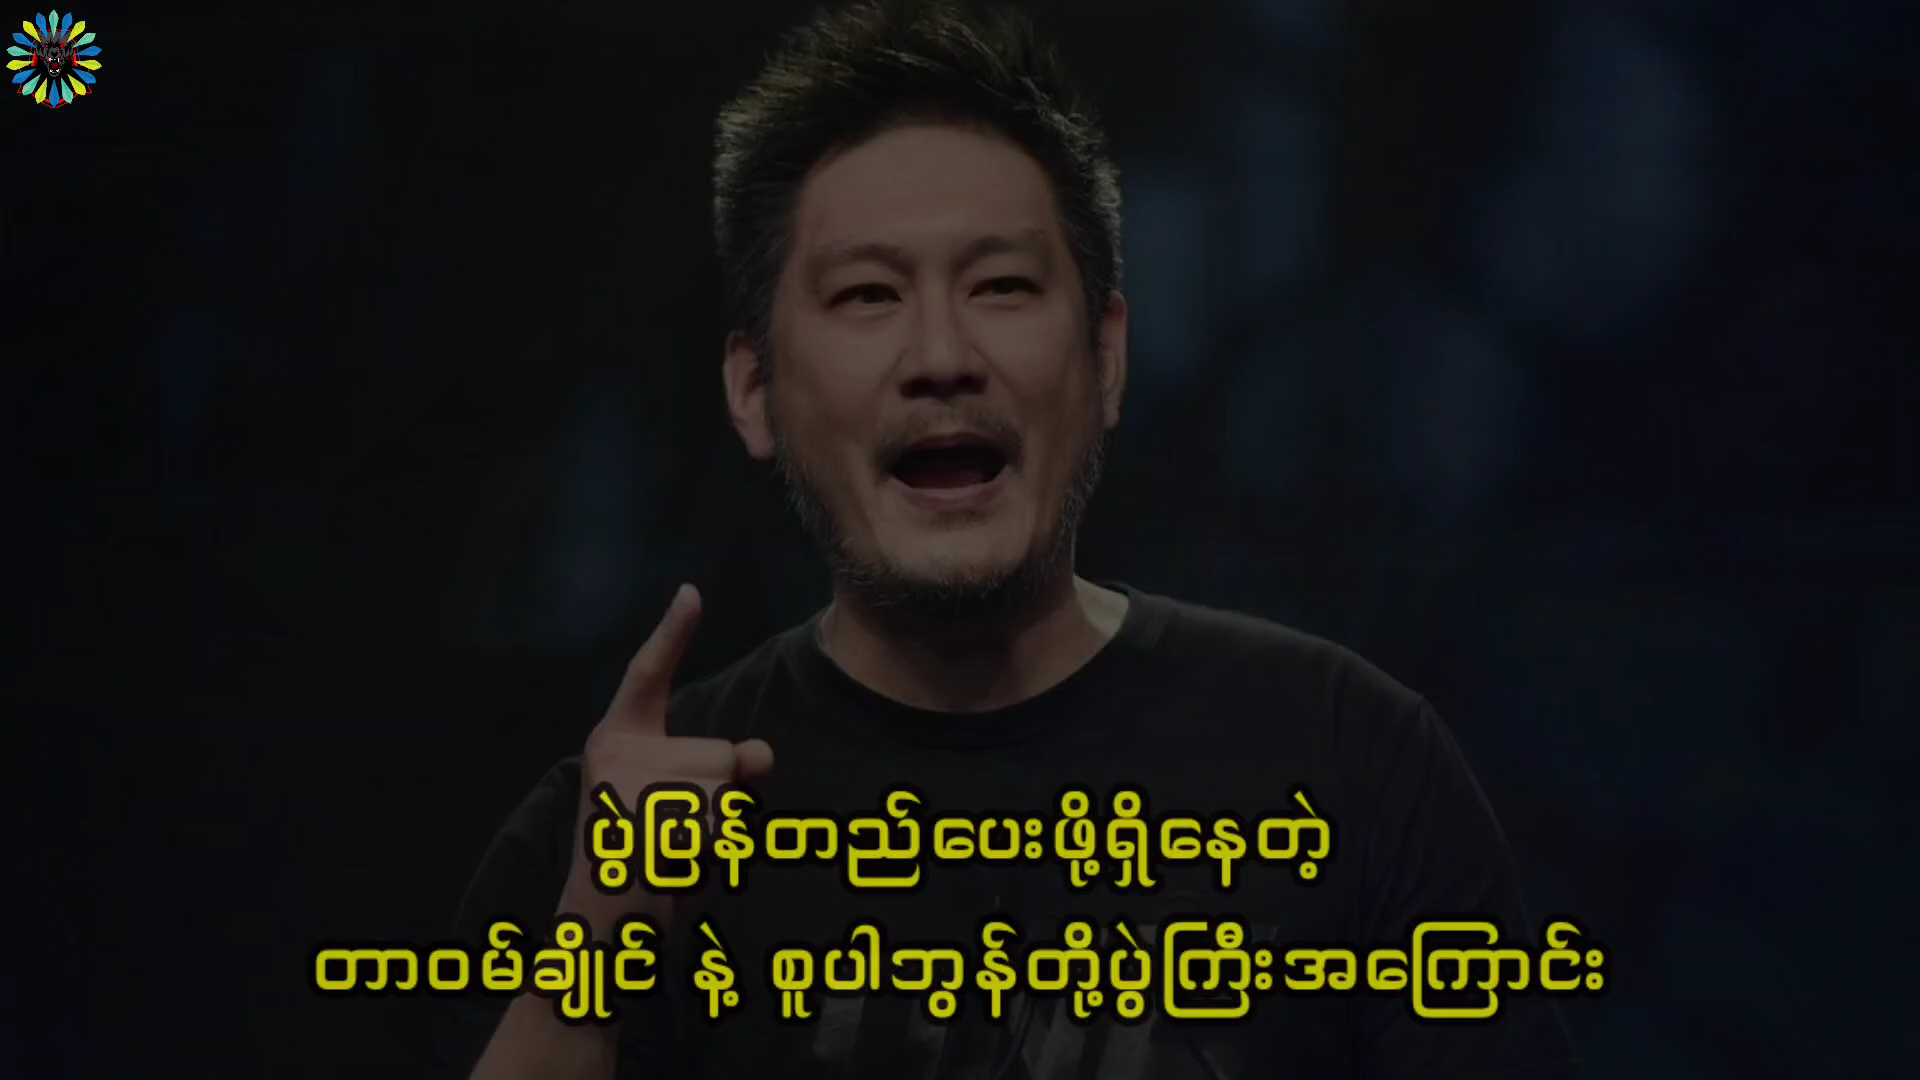 ပွဲပြန်တည်ပေးဖို့ရှိနေတဲ့
တာဝမ်ချိုင် နဲ့ စူပါဘွန်တို့ပွဲကြီးအကြောင်း